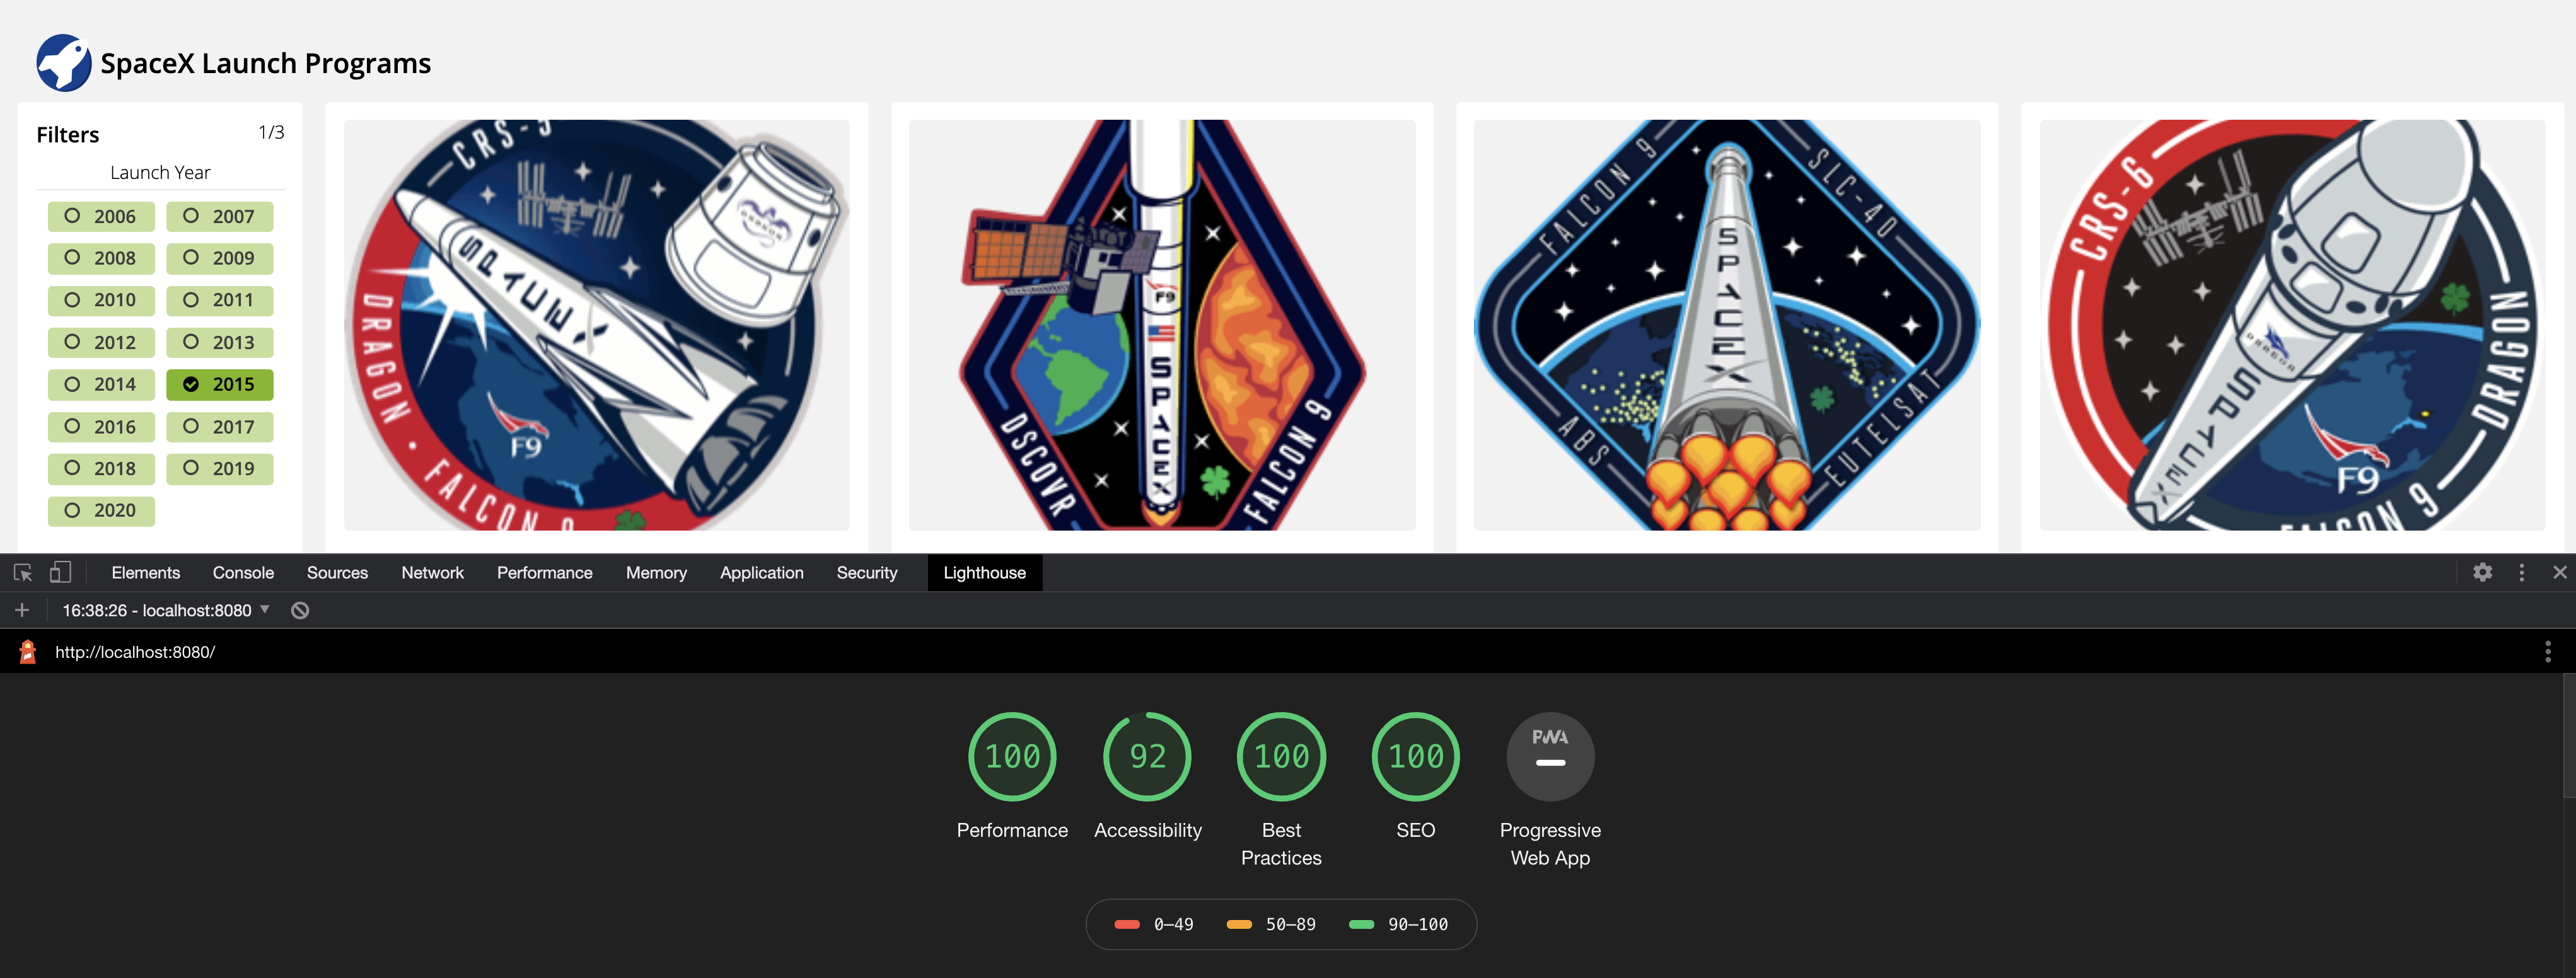 SpaceX Launch Programs
Filters 1/3
Launch Year
2006 2007
2008 2009
2010 2011
2012 2013
2014 2015
2016 2017
2018 2019
2020
CRS-5
SPACEX
F9
DRAGON • FALCON 9
F9
SPACEX
DSCOVR
FALCON 9
FALCON 9
SLC-40
SPACEX
ABS
EUTELSAT
CRS-6
DRAGON
DRAGON
SPACEX
F9
FALCON 9
Elements Console Sources Network Performance Memory Application Security Lighthouse
16:38:26 - localhost:8080
http://localhost:8080/
100 92 100 100 PWA
Performance Accessibility Best Practices SEO Progressive Web App
0–49 50–89 90–100